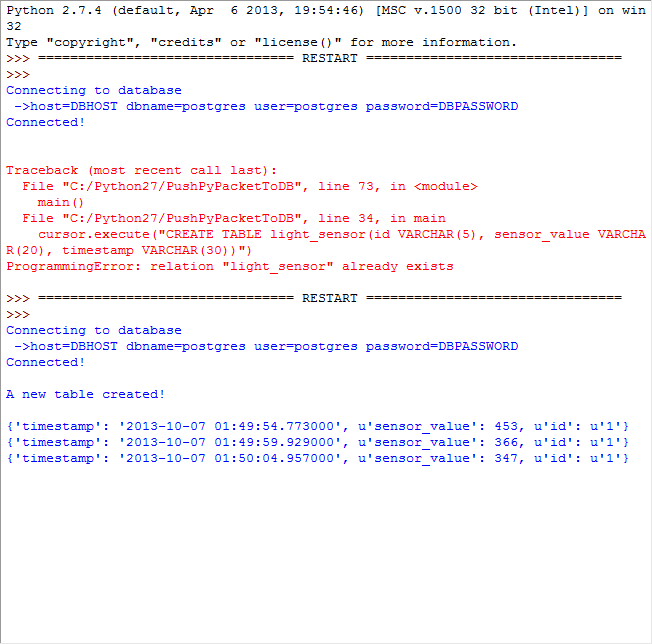 Python 2.7.4 (default, Apr  6 2013, 19:54:46) [MSC v.1500 32 bit (Intel)] on win
32
Type "copyright", "credits" or "license()" for more information.
>>> ================================ RESTART ================================
>>>
Connecting to database
 ->host=DBHOST dbname=postgres user=postgres password=DBPASSWORD
Connected!
Traceback (most recent call last):
  File "C:/Python27/PushPyPacketToDB", line 73, in <module>
    main()
  File "C:/Python27/PushPyPacketToDB", line 34, in main
    cursor.execute("CREATE TABLE light_sensor(id VARCHAR(5), sensor_value VARCHA
R(20), timestamp VARCHAR(30))")
ProgrammingError: relation "light_sensor" already exists
>>> ================================ RESTART ================================
>>>
Connecting to database
 ->host=DBHOST dbname=postgres user=postgres password=DBPASSWORD
Connected!
A new table created!
{'timestamp': '2013-10-07 01:49:54.773000', u'sensor_value': 453, u'id': u'1'}
{'timestamp': '2013-10-07 01:49:59.929000', u'sensor_value': 366, u'id': u'1'}
{'timestamp': '2013-10-07 01:50:04.957000', u'sensor_value': 347, u'id': u'1'}